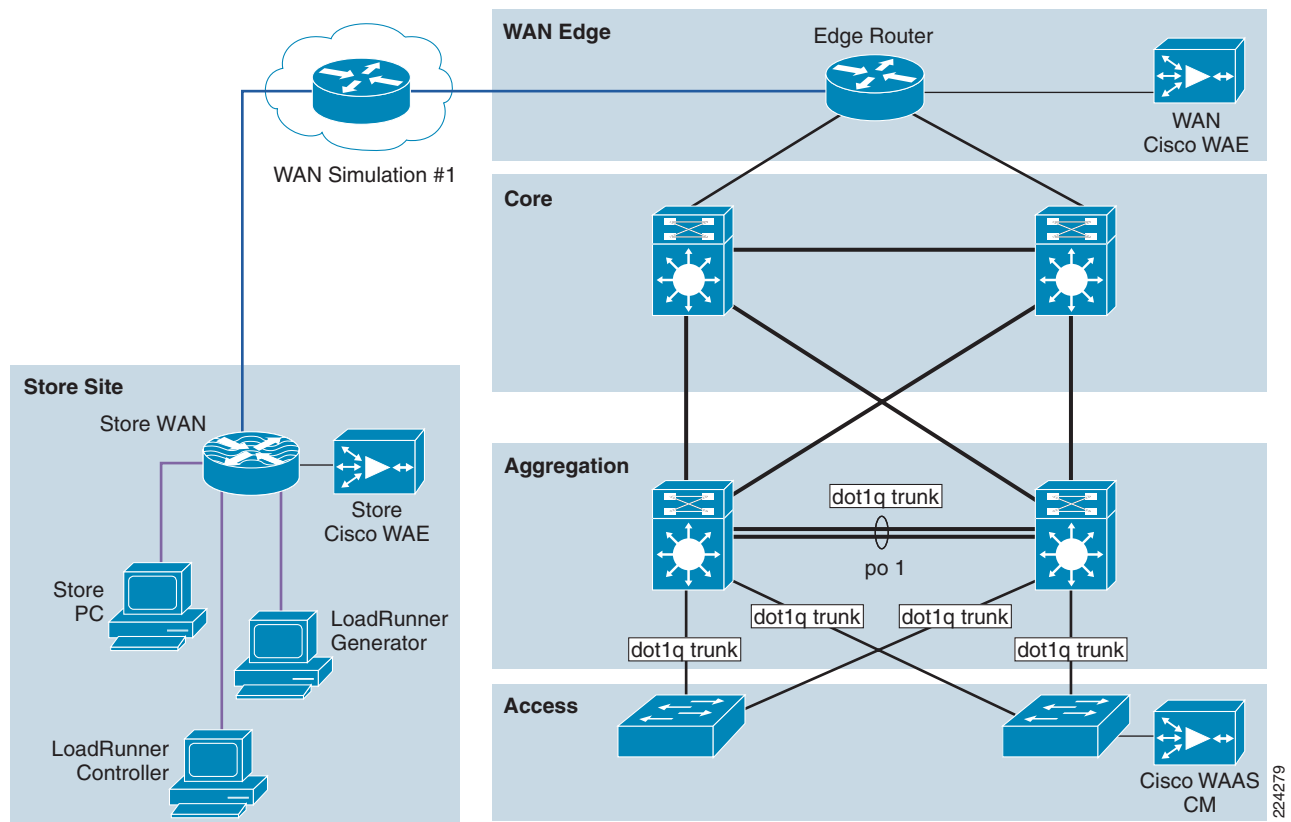 WAN Edge
Edge Router
WAN
Cisco WAE
WAN Simulation #1
Core
Store Site
Store WAN
Store
Cisco WAE
Store
PC
LoadRunner
Generator
LoadRunner
Controller
Aggregation
dot1q trunk
po 1
dot1q trunk
dot1q trunk
dot1q trunk
dot1q trunk
Access
Cisco WAAS
CM
224279